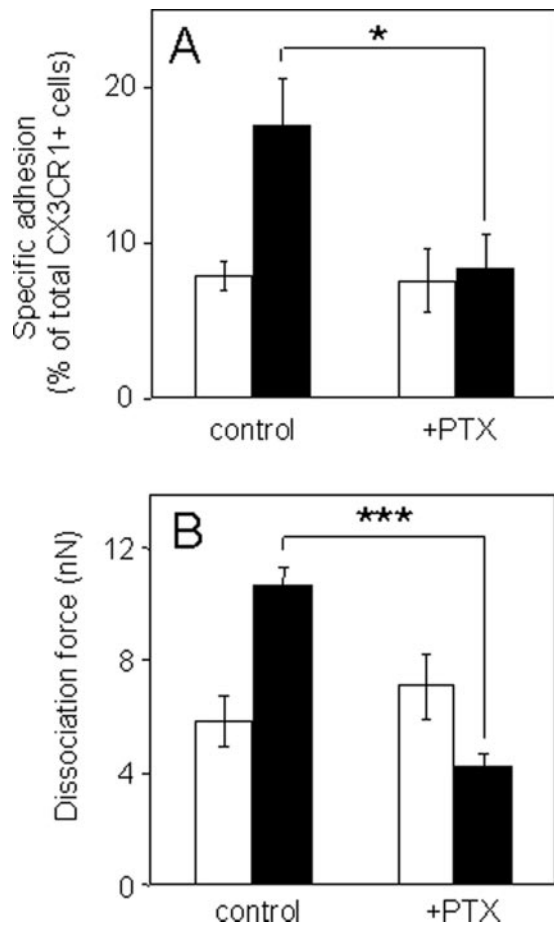 A
*
Specific adhesion
(% of total CX3CR1+ cells)
20
10
0
control +PTX
B
***
Dissociation force (nN)
12
8
4
0
control +PTX